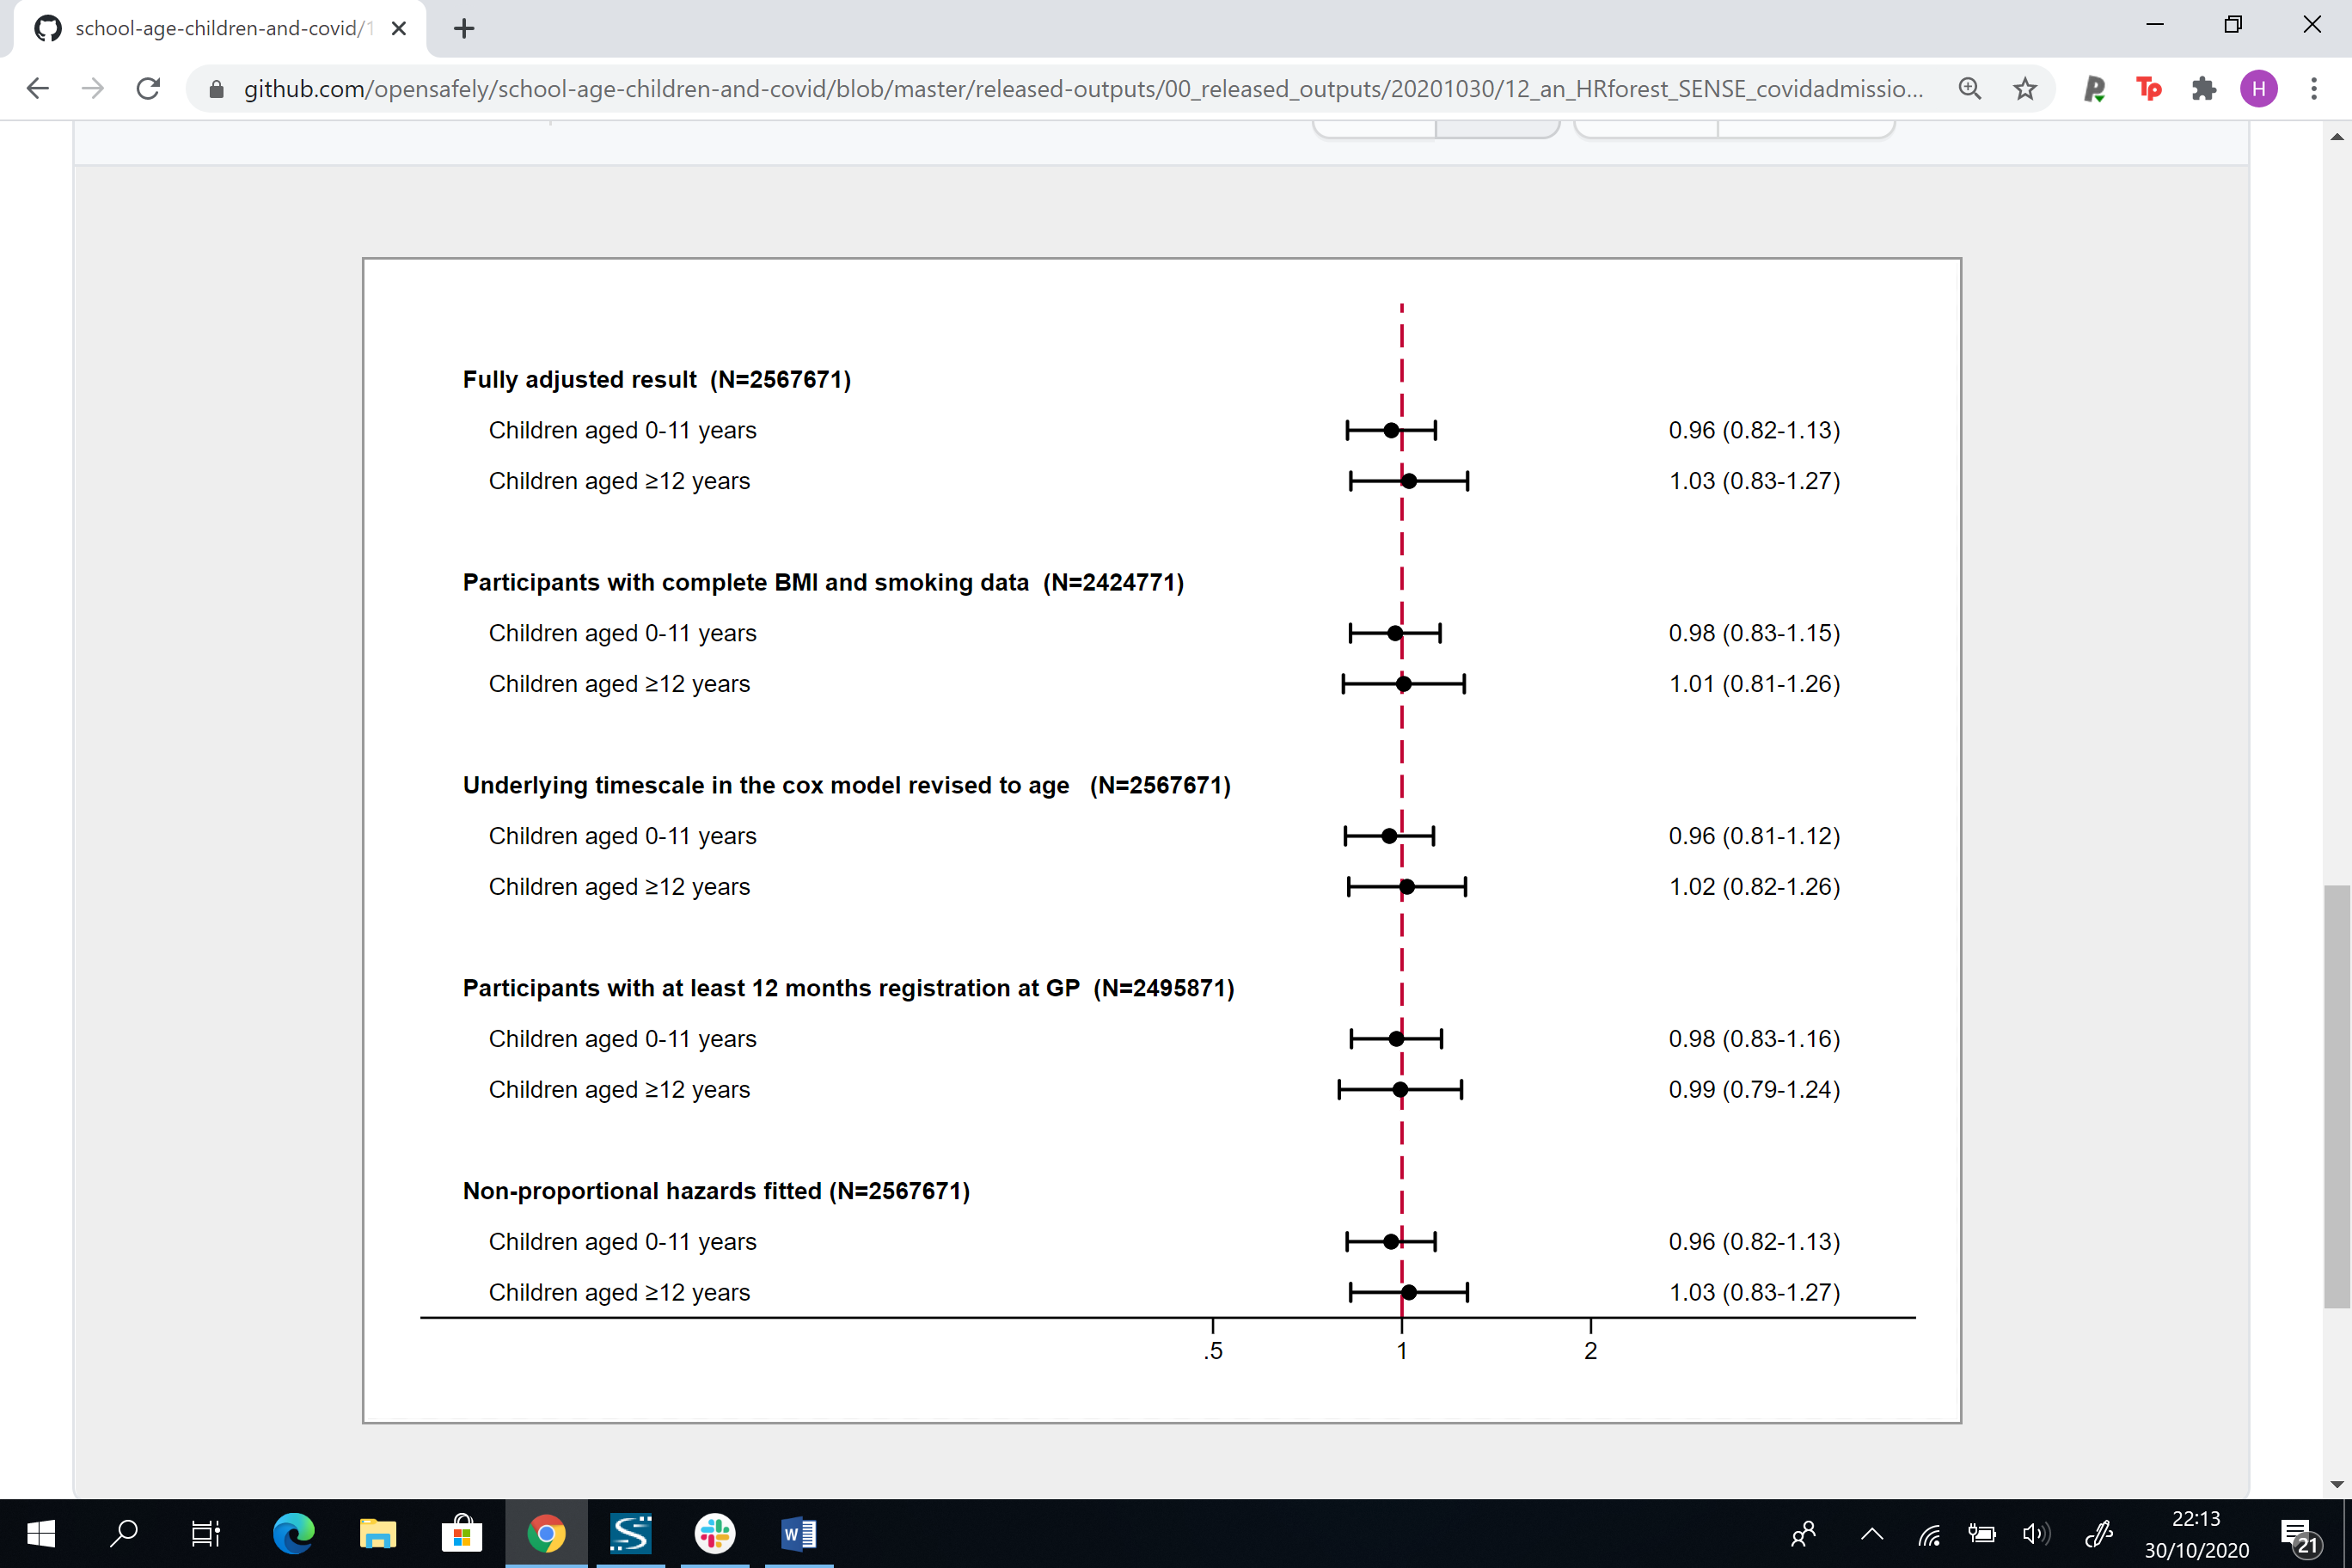 school-age-children-and-covid/1
github.com/opensafely/school-age-children-and-covid/blob/master/released-outputs/00_released_outputs/20201030/12_an_HRforest_SENSE_covidadmissio...
Tp
H
Fully adjusted result (N=2567671)
Children aged 0-11 years 0.96 (0.82-1.13)
Children aged ≥12 years 1.03 (0.83-1.27)
Participants with complete BMI and smoking data (N=2424771)
Children aged 0-11 years 0.98 (0.83-1.15)
Children aged ≥12 years 1.01 (0.81-1.26)
Underlying timescale in the cox model revised to age (N=2567671)
Children aged 0-11 years 0.96 (0.81-1.12)
Children aged ≥12 years 1.02 (0.82-1.26)
Participants with at least 12 months registration at GP (N=2495871)
Children aged 0-11 years 0.98 (0.83-1.16)
Children aged ≥12 years 0.99 (0.79-1.24)
Non-proportional hazards fitted (N=2567671)
Children aged 0-11 years 0.96 (0.82-1.13)
Children aged ≥12 years 1.03 (0.83-1.27)
.5 1 2
W
22:13
30/10/2020
21